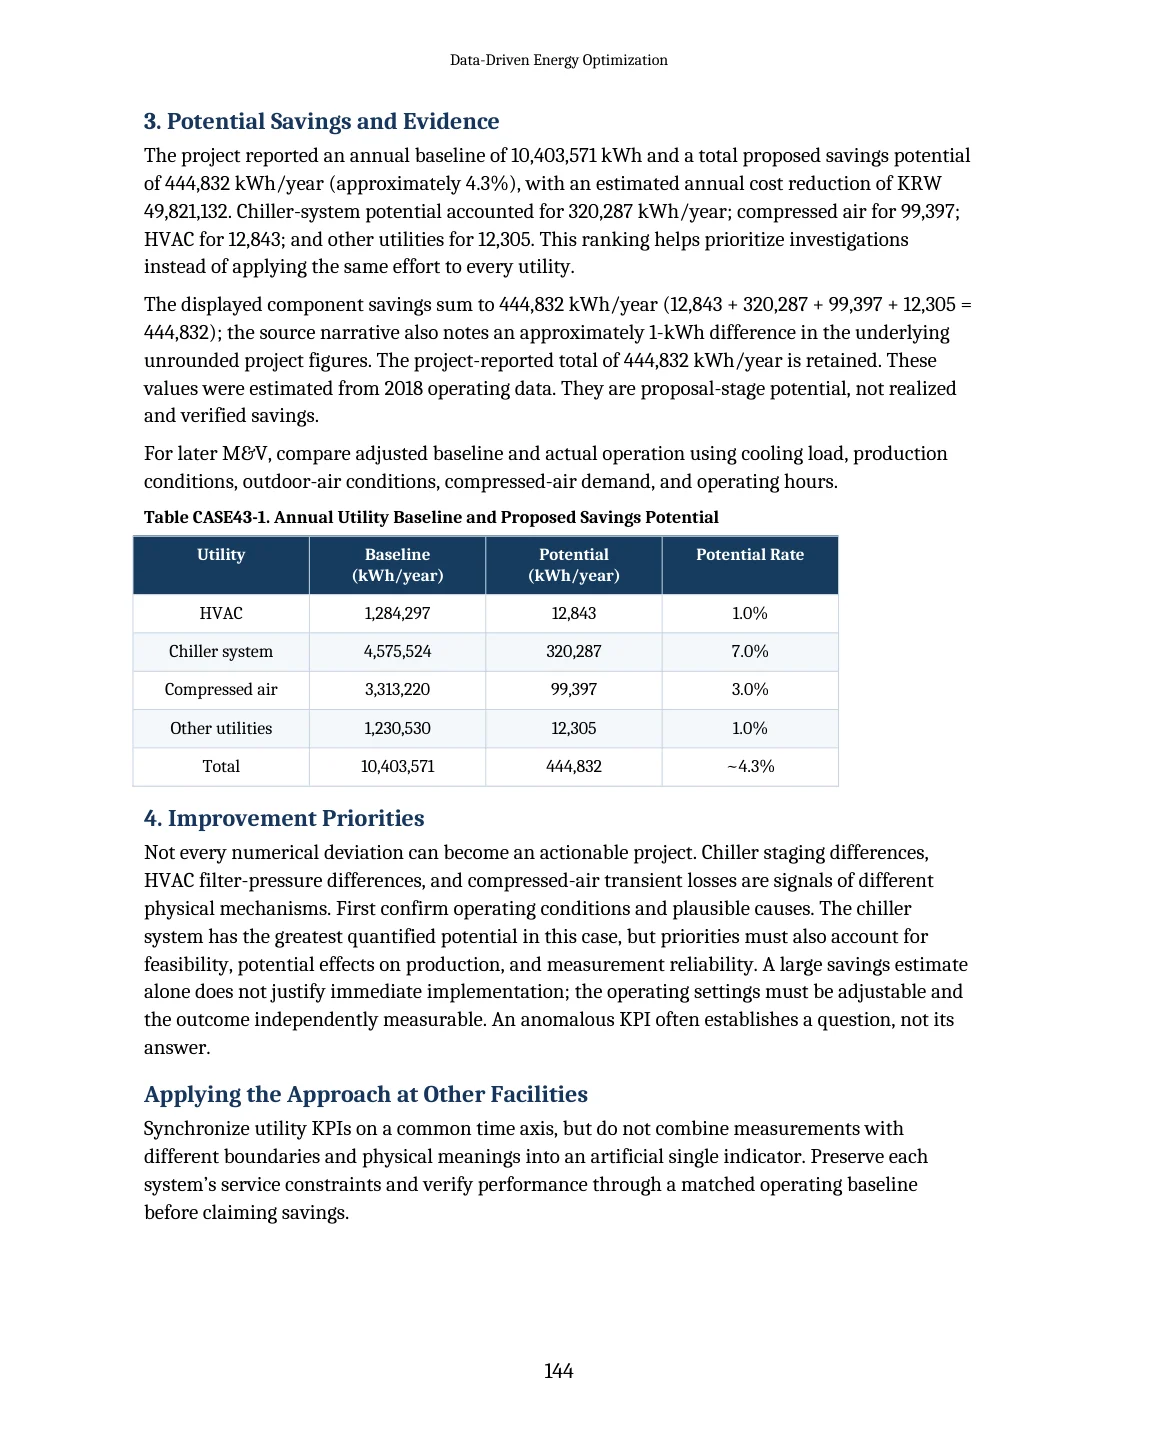 Data-Driven Energy Optimization
3. Potential Savings and Evidence
The project reported an annual baseline of 10,403,571 kWh and a total proposed savings potential
of 444,832 kWh/year (approximately 4.3%), with an estimated annual cost reduction of KRW
49,821,132. Chiller-system potential accounted for 320,287 kWh/year; compressed air for 99,397;
HVAC for 12,843; and other utilities for 12,305. This ranking helps prioritize investigations
instead of applying the same effort to every utility.
The displayed component savings sum to 444,832 kWh/year (12,843 + 320,287 + 99,397 + 12,305 =
444,832); the source narrative also notes an approximately 1-kWh difference in the underlying
unrounded project figures. The project-reported total of 444,832 kWh/year is retained. These
values were estimated from 2018 operating data. They are proposal-stage potential, not realized
and verified savings.
For later M&V, compare adjusted baseline and actual operation using cooling load, production
conditions, outdoor-air conditions, compressed-air demand, and operating hours.
Table CASE43-1. Annual Utility Baseline and Proposed Savings Potential
Utility Baseline (kWh/year) Potential (kWh/year) Potential Rate
HVAC 1,284,297 12,843 1.0%
Chiller system 4,575,524 320,287 7.0%
Compressed air 3,313,220 99,397 3.0%
Other utilities 1,230,530 12,305 1.0%
Total 10,403,571 444,832 ~4.3%
4. Improvement Priorities
Not every numerical deviation can become an actionable project. Chiller staging differences,
HVAC filter-pressure differences, and compressed-air transient losses are signals of different
physical mechanisms. First confirm operating conditions and plausible causes. The chiller
system has the greatest quantified potential in this case, but priorities must also account for
feasibility, potential effects on production, and measurement reliability. A large savings estimate
alone does not justify immediate implementation; the operating settings must be adjustable and
the outcome independently measurable. An anomalous KPI often establishes a question, not its
answer.
Applying the Approach at Other Facilities
Synchronize utility KPIs on a common time axis, but do not combine measurements with
different boundaries and physical meanings into an artificial single indicator. Preserve each
system’s service constraints and verify performance through a matched operating baseline
before claiming savings.
144